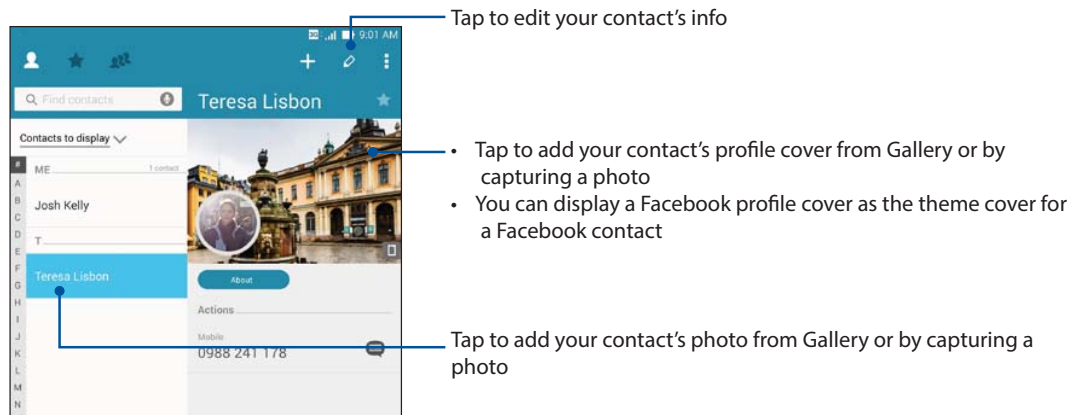 Tap to edit your contact's info
3G 9:01 AM
Find contacts
Teresa Lisbon
Contacts to display
#
ME 1 contact
A
B
Josh Kelly
C
D
T
E
F
Teresa Lisbon
G
H
I
J
K
L
M
N
About
Actions
Mobile
0988 241 178
• Tap to add your contact's profile cover from Gallery or by
capturing a photo
• You can display a Facebook profile cover as the theme cover for
a Facebook contact
Tap to add your contact's photo from Gallery or by capturing a
photo